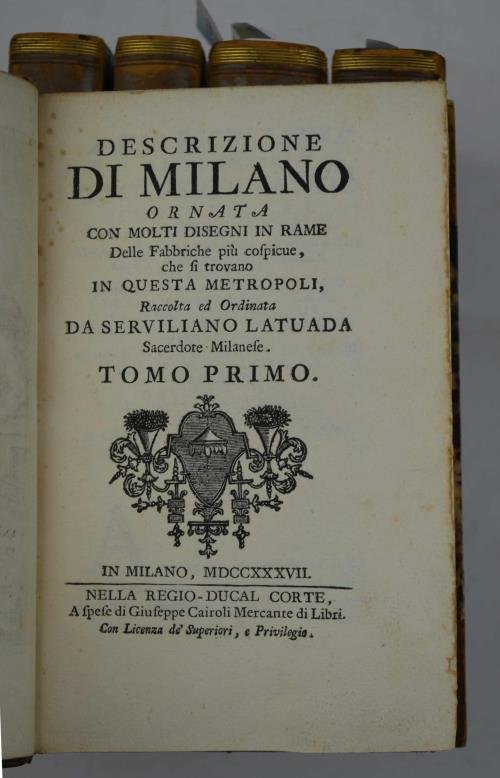 DESCRIZIONE
DI MILANO
ORNATA
CON MOLTI DISEGNI IN RAME
Delle Fabbriche più coſpicue,
che ſi trovano
IN QUESTA METROPOLI,
Raccolta ed Ordinata
DA SERVILIANO LATUADA
Sacerdote Milaneſe.
TOMO PRIMO.
IN MILANO, MDCCXXXVII.
NELLA REGIO-DUCAL CORTE,
A ſpeſe di Giuſeppe Cairoli Mercante di Libri.
Con Licenza de' Superiori, e Privilegio.